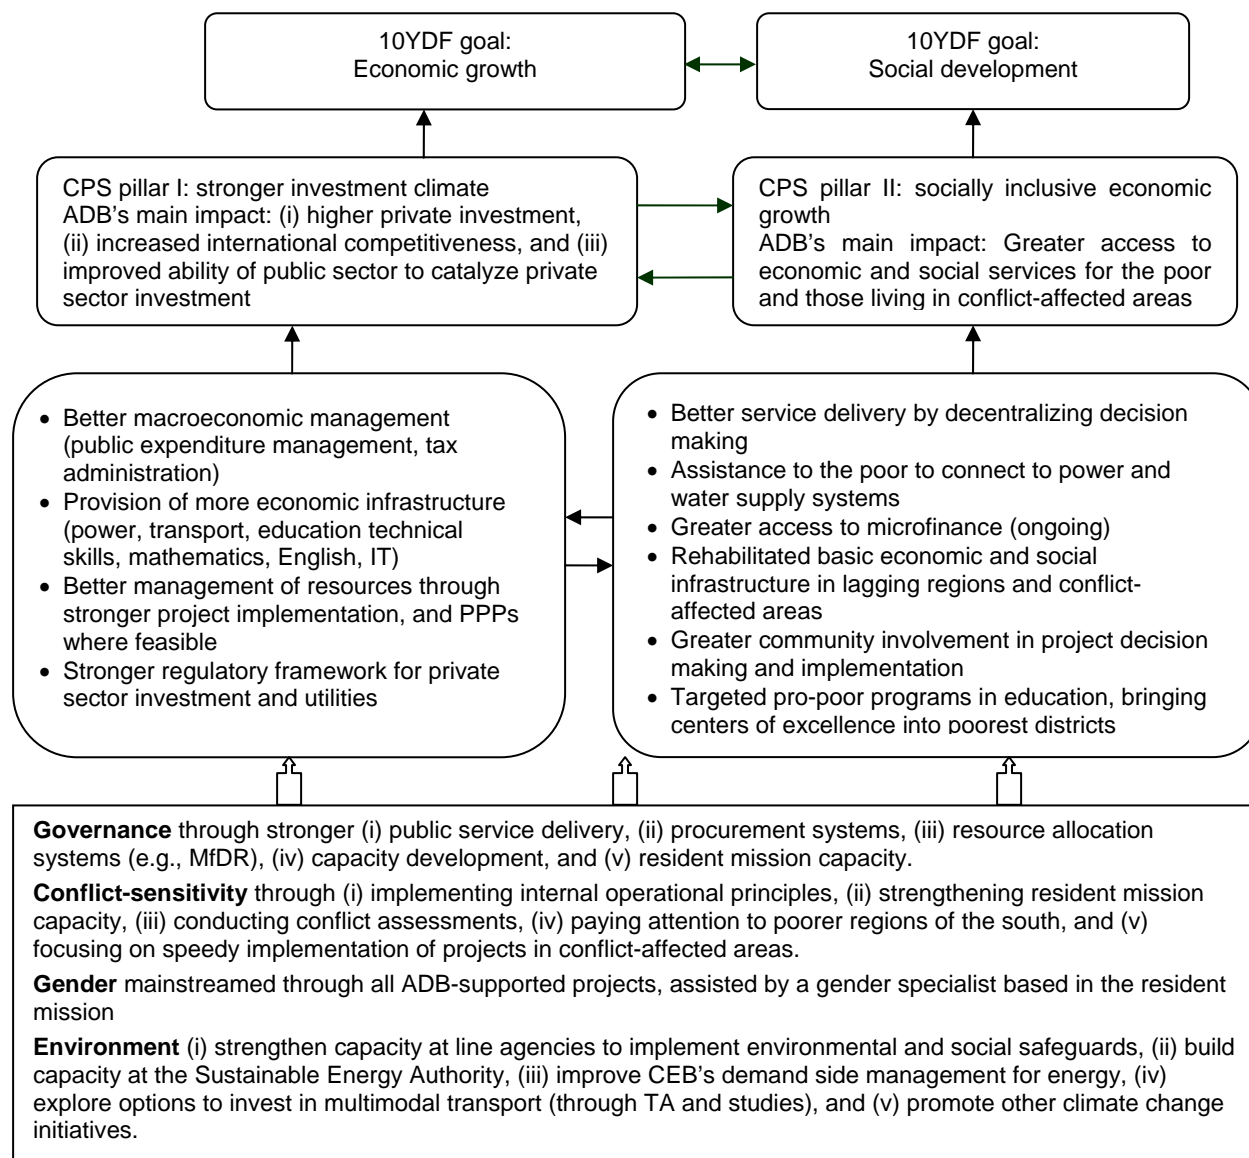 10YDF goal:
Economic growth
10YDF goal:
Social development
CPS pillar I: stronger investment climate
ADB's main impact: (i) higher private investment,
(ii) increased international competitiveness, and (iii)
improved ability of public sector to catalyze private
sector investment
CPS pillar II: socially inclusive economic
growth
ADB's main impact: Greater access to
economic and social services for the poor
and those living in conflict-affected areas
• Better macroeconomic management
(public expenditure management, tax
administration)
• Provision of more economic infrastructure
(power, transport, education technical
skills, mathematics, English, IT)
• Better management of resources through
stronger project implementation, and PPPs
where feasible
• Stronger regulatory framework for private
sector investment and utilities
• Better service delivery by decentralizing decision
making
• Assistance to the poor to connect to power and
water supply systems
• Greater access to microfinance (ongoing)
• Rehabilitated basic economic and social
infrastructure in lagging regions and conflict-
affected areas
• Greater community involvement in project decision
making and implementation
• Targeted pro-poor programs in education, bringing
centers of excellence into poorest districts
Governance through stronger (i) public service delivery, (ii) procurement systems, (iii) resource allocation
systems (e.g., MfDR), (iv) capacity development, and (v) resident mission capacity.
Conflict-sensitivity through (i) implementing internal operational principles, (ii) strengthening resident mission
capacity, (iii) conducting conflict assessments, (iv) paying attention to poorer regions of the south, and (v)
focusing on speedy implementation of projects in conflict-affected areas.
Gender mainstreamed through all ADB-supported projects, assisted by a gender specialist based in the resident
mission
Environment (i) strengthen capacity at line agencies to implement environmental and social safeguards, (ii) build
capacity at the Sustainable Energy Authority, (iii) improve CEB's demand side management for energy, (iv)
explore options to invest in multimodal transport (through TA and studies), and (v) promote other climate change
initiatives.